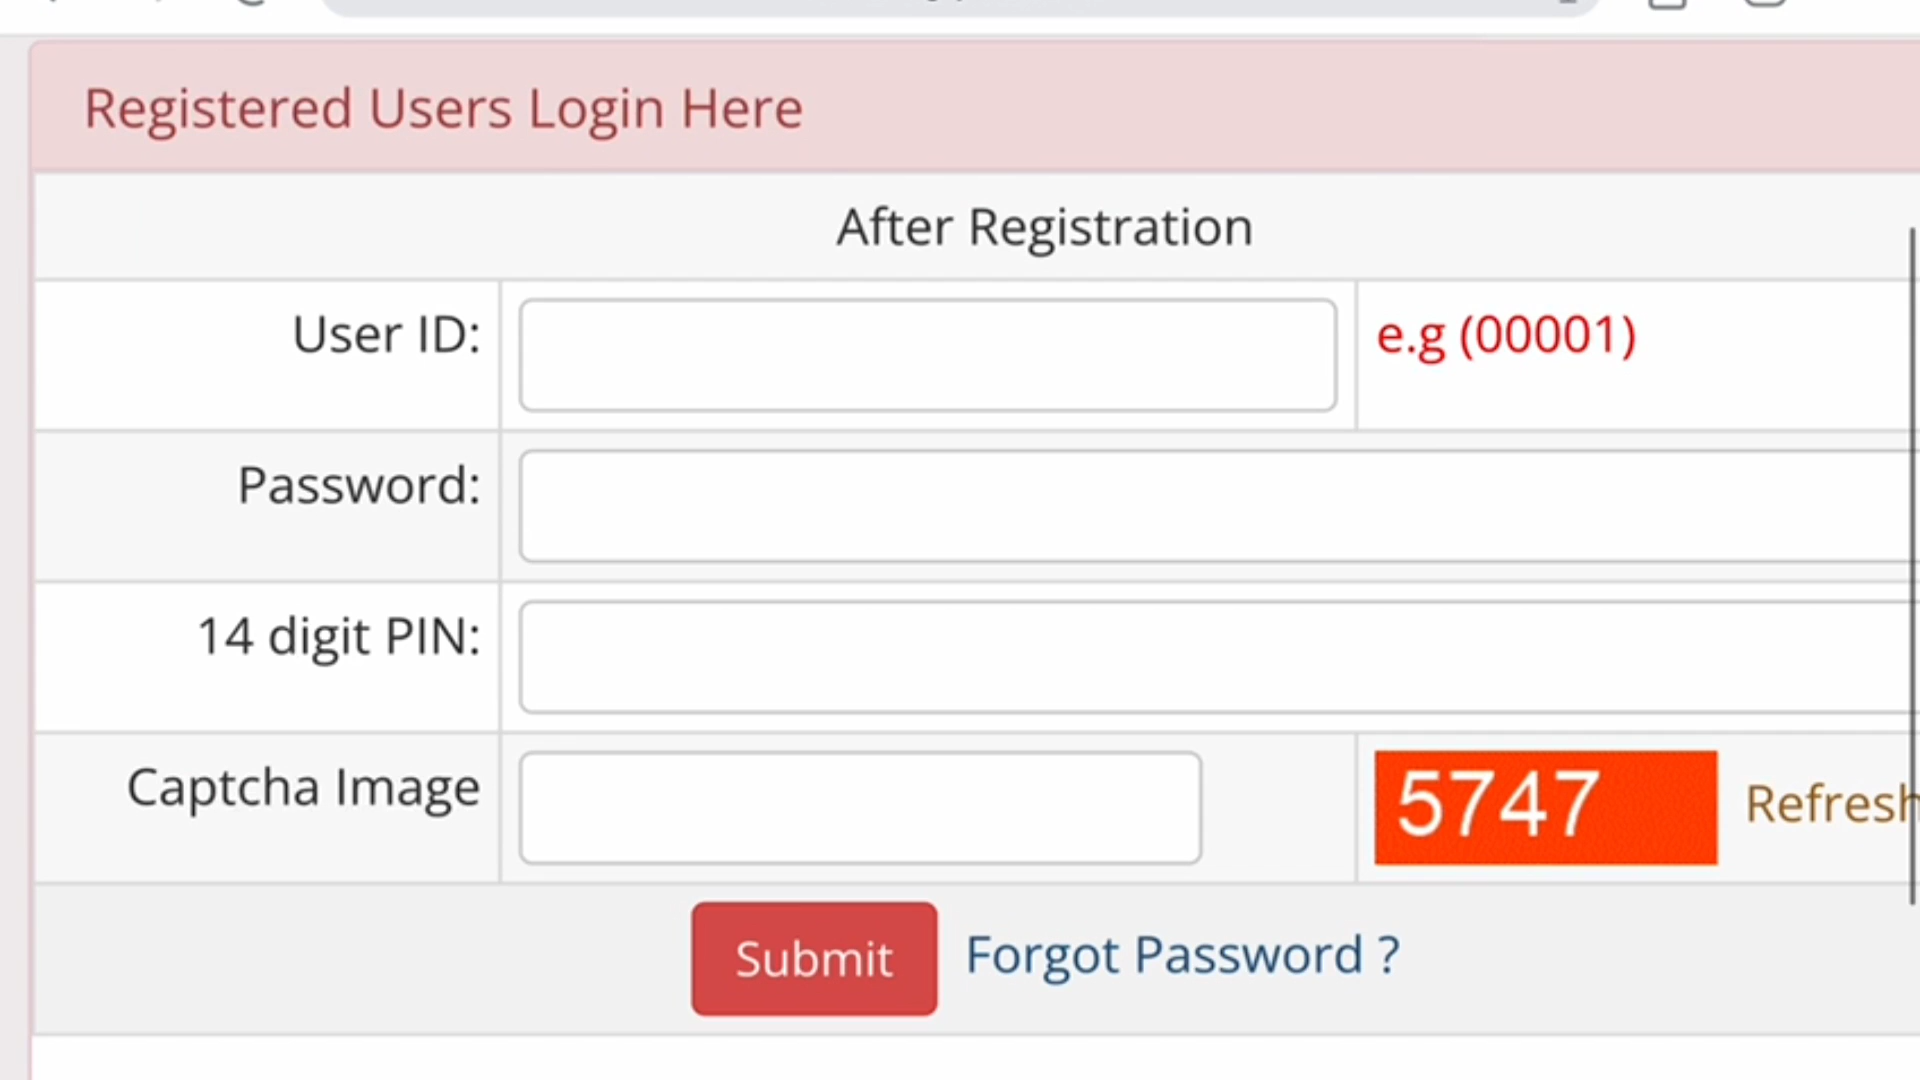 Registered Users Login Here
After Registration
User ID:
e.g (00001)
Password:
14 digit PIN:
Captcha Image
5747
Refresh
Submit
Forgot Password ?